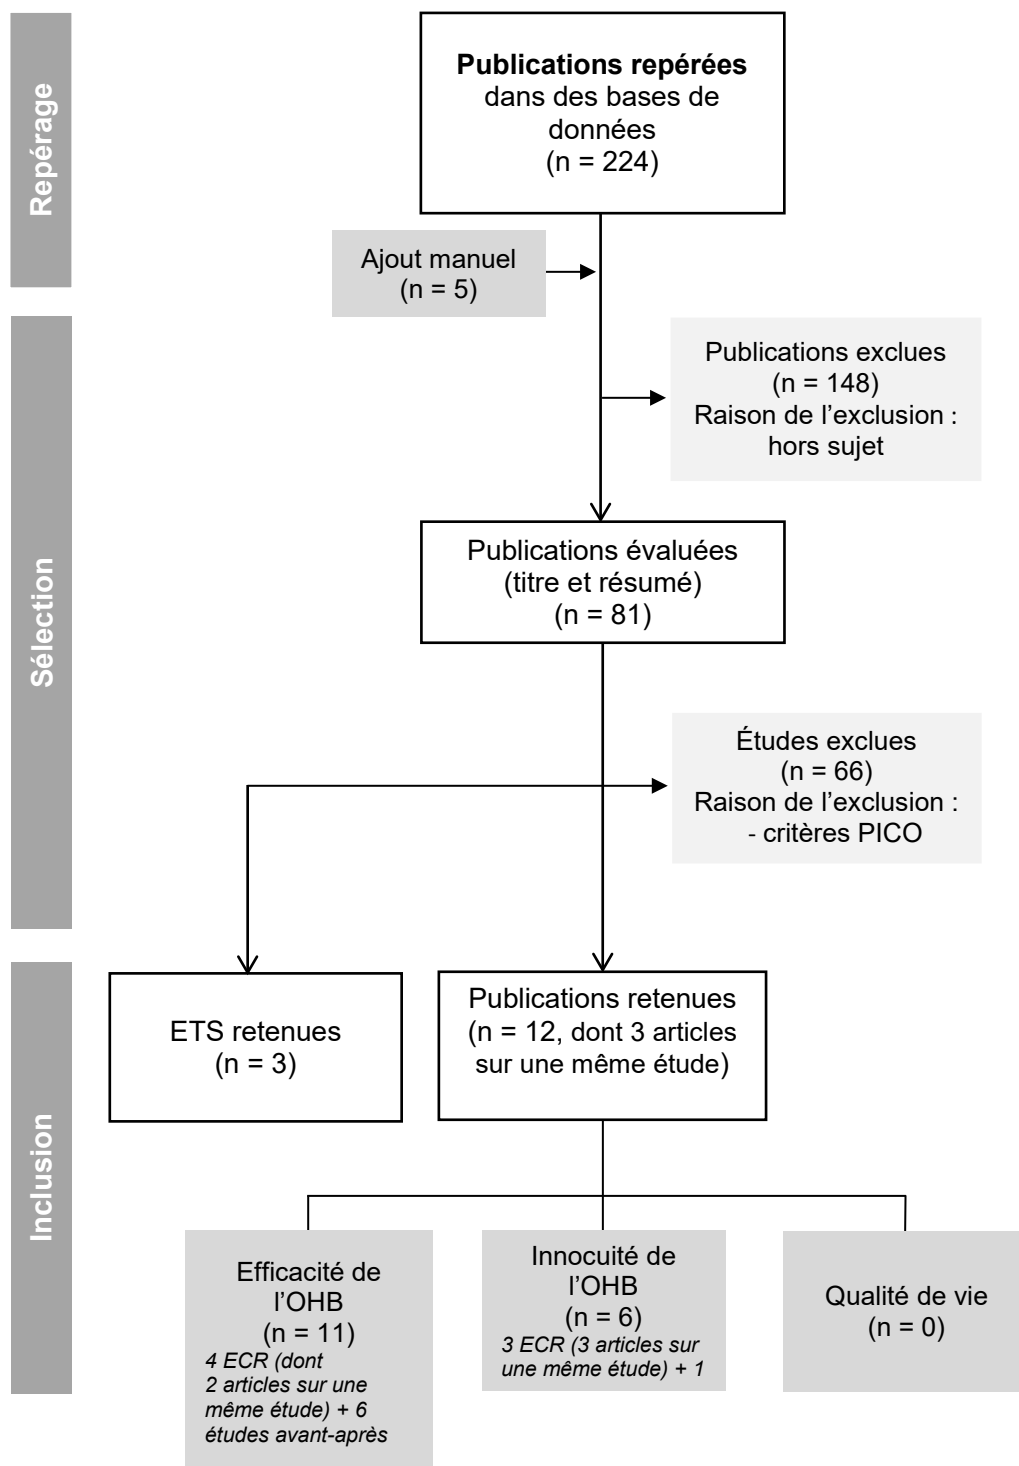 Repérage
Publications repérées
dans des bases de
données
(n = 224)
Ajout manuel
(n = 5)
Sélection
Publications exclues
(n = 148)
Raison de l’exclusion :
hors sujet
Publications évaluées
(titre et résumé)
(n = 81)
Études exclues
(n = 66)
Raison de l’exclusion :
- critères PICO
Inclusion
ETS retenues
(n = 3)
Publications retenues
(n = 12, dont 3 articles
sur une même étude)
Efficacité de
l’OHB
(n = 11)
4 ECR (dont
2 articles sur une
même étude) + 6
études avant-après
Innocuité de
l’OHB
(n = 6)
3 ECR (3 articles sur
une même étude) + 1
Qualité de vie
(n = 0)